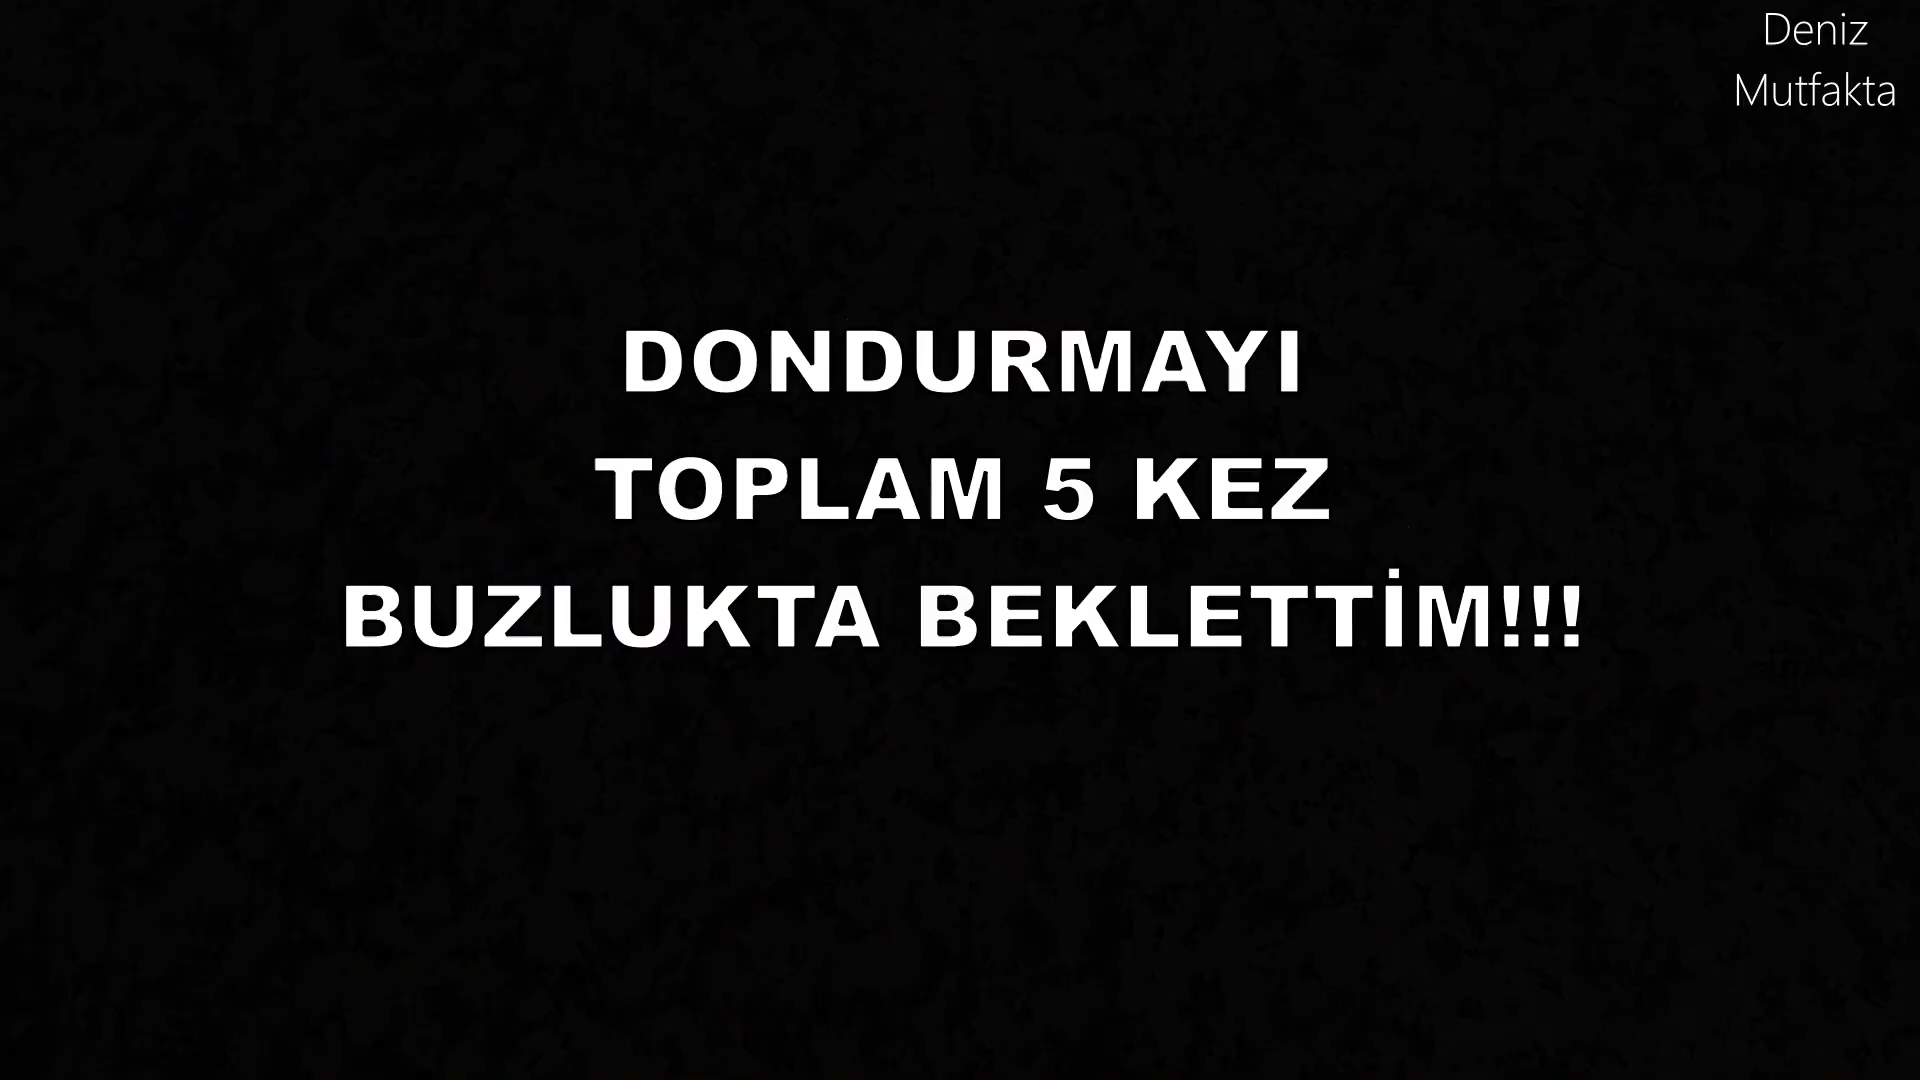 Deniz
Mutfakta
DONDURMAYI
TOPLAM 5 KEZ
BUZLUKTA BEKLETTİM!!!